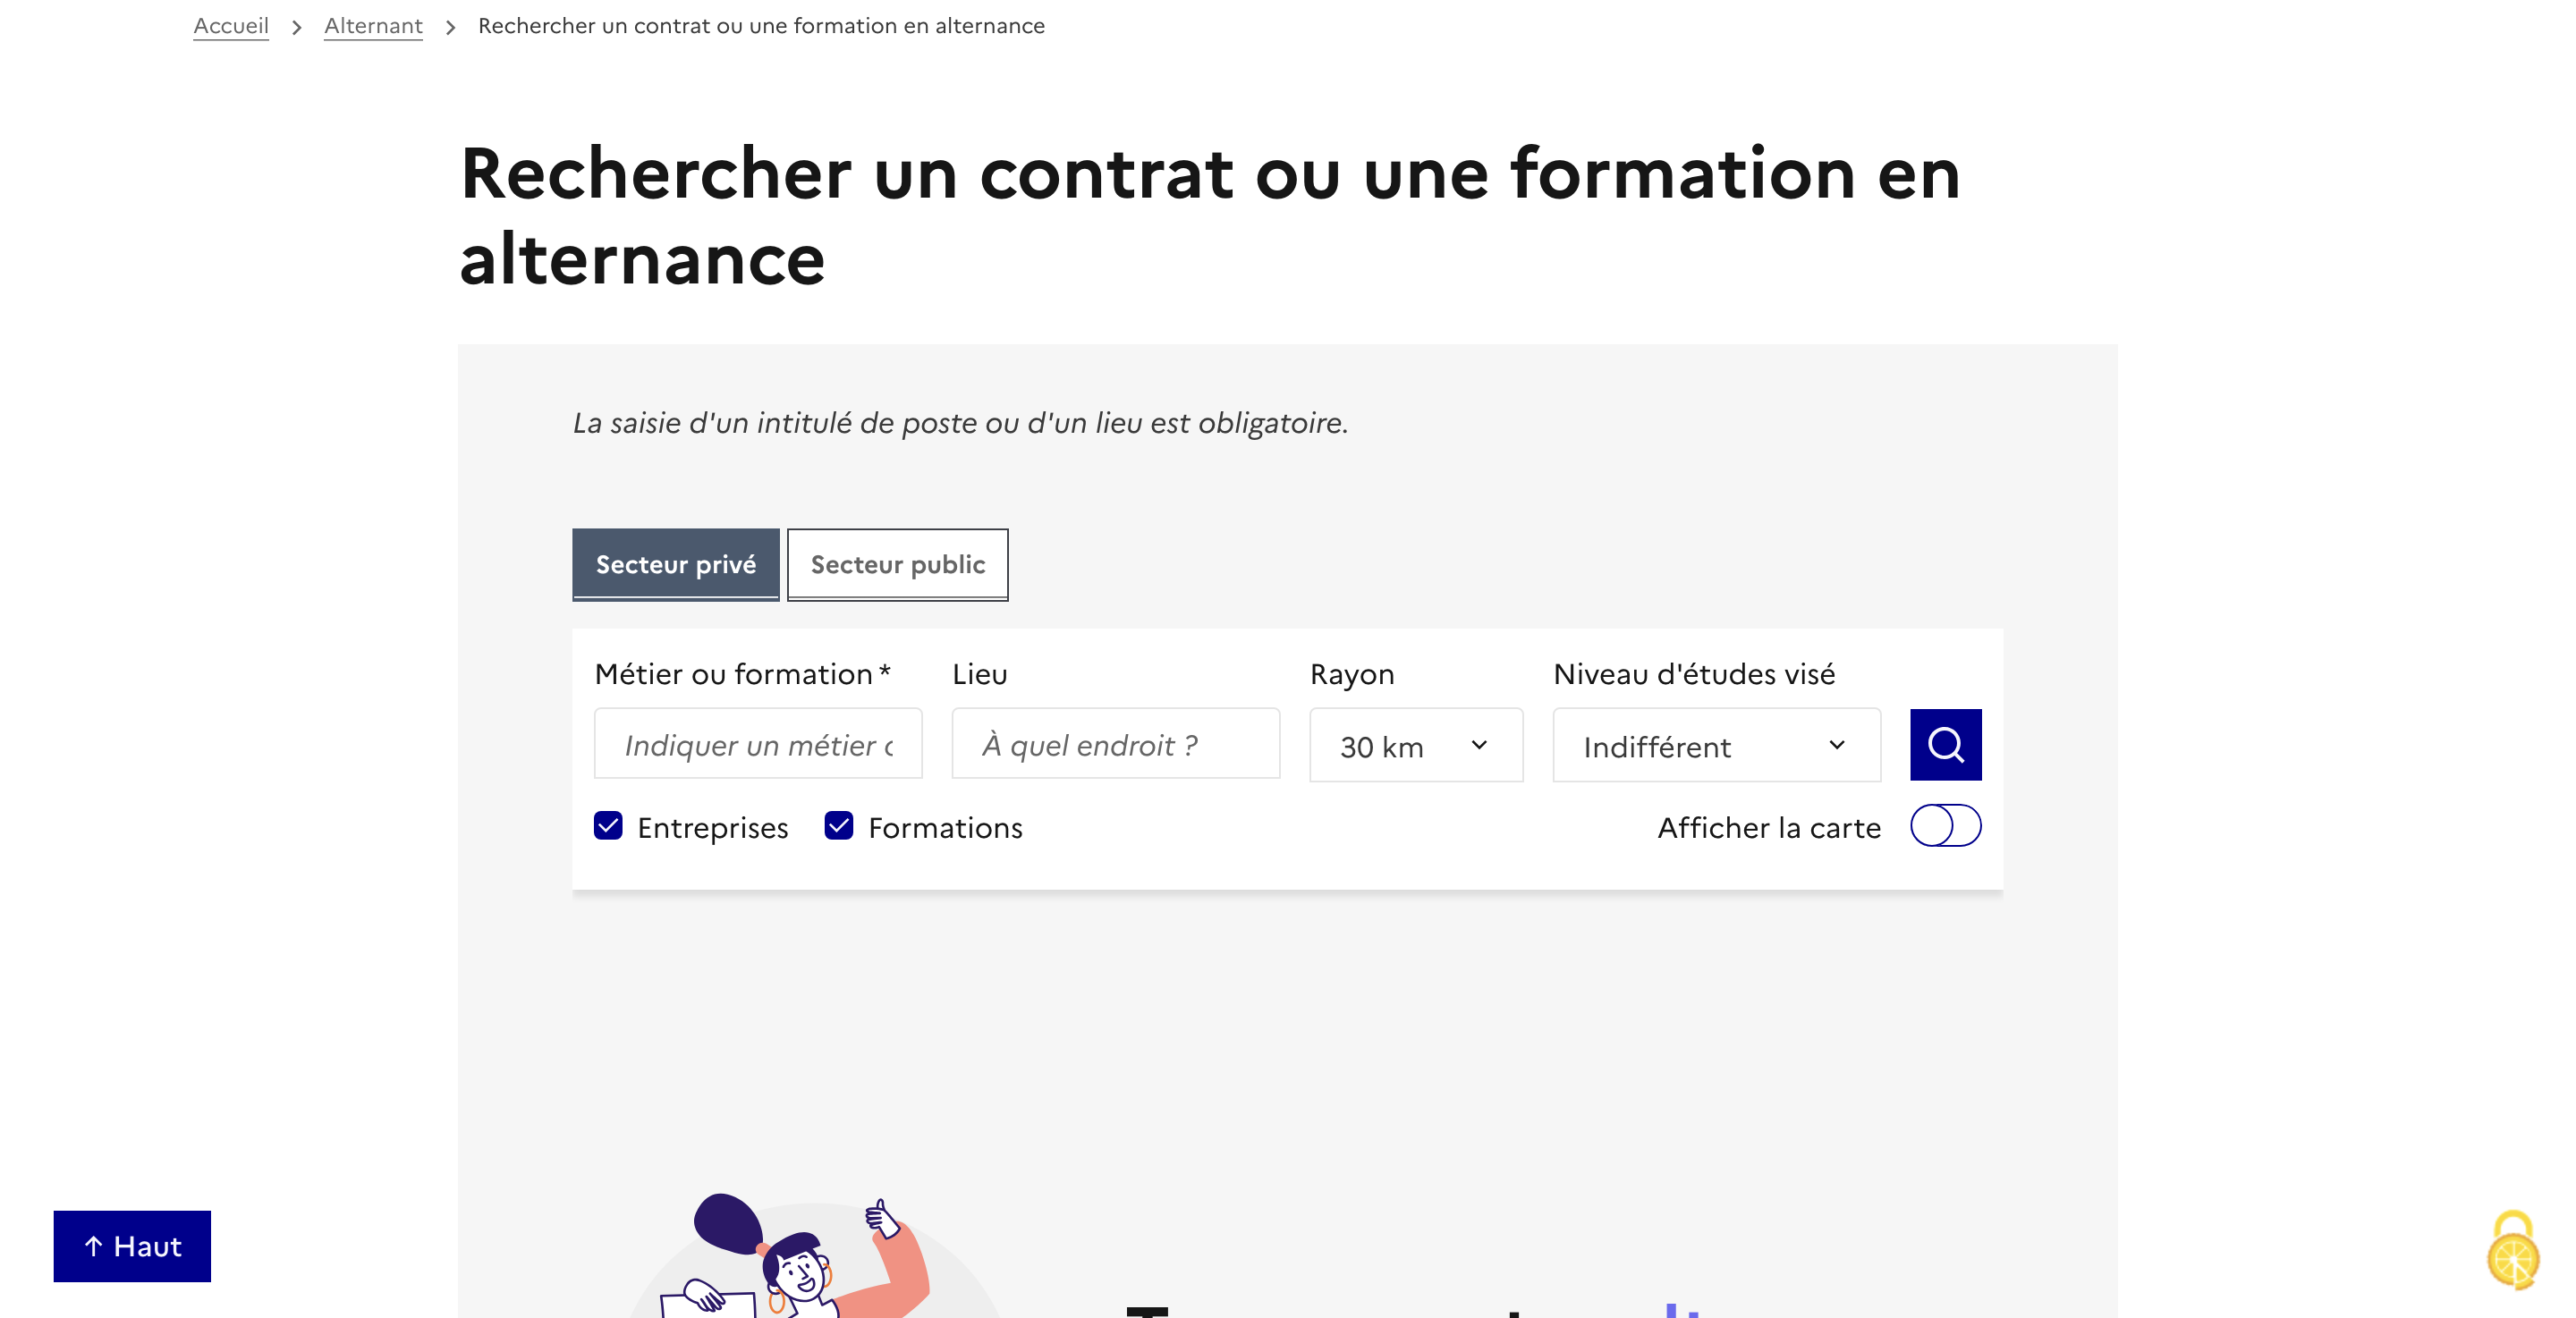 Accueil > Alternant > Rechercher un contrat ou une formation en alternance
Rechercher un contrat ou une formation en
alternance
La saisie d'un intitulé de poste ou d'un lieu est obligatoire.
Secteur privé Secteur public
Métier ou formation * Lieu Rayon Niveau d'études visé
Indiquer un métier À quel endroit ? 30 km Indifférent
Entreprises Formations Afficher la carte
↑ Haut